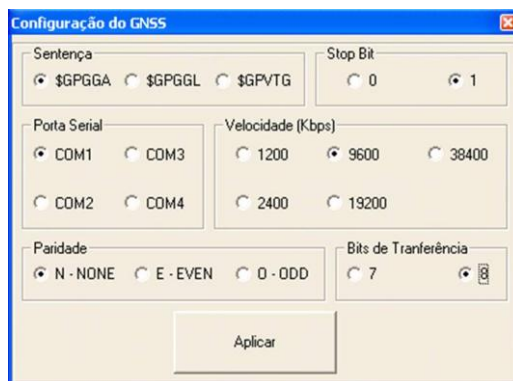 Configuração do GNSS
Sentença
$GPGGA $GPGGL $GPVTG
Stop Bit
0 1
Porta Serial
COM1 COM3
COM2 COM4
Velocidade (Kbps)
1200 9600 38400
2400 19200
Paridade
N - NONE E - EVEN O - ODD
Bits de Tranferência
7 8
Aplicar